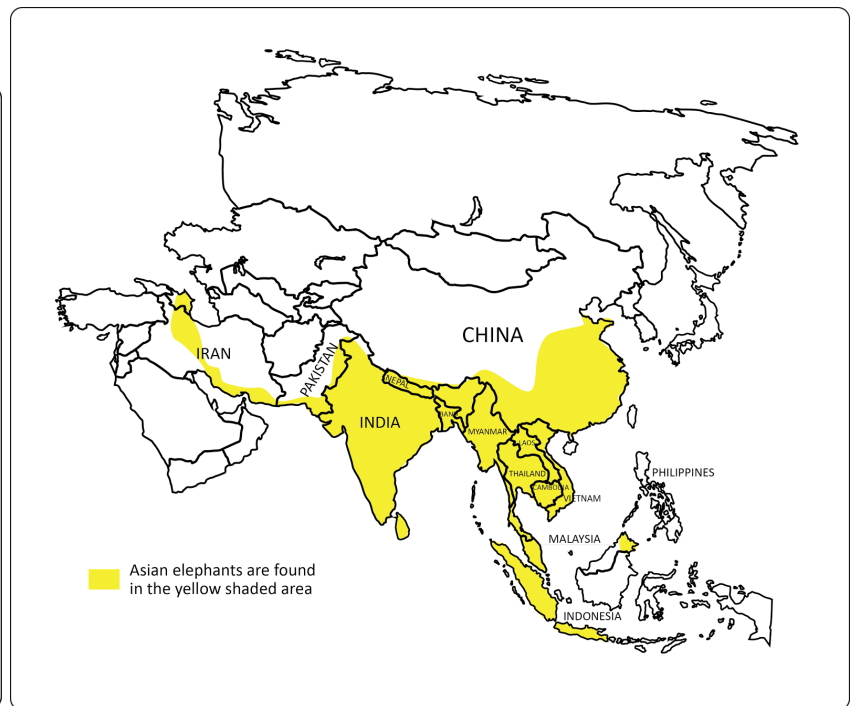 CHINA
IRAN
PAKISTAN
NEPAL
INDIA
MYANMAR
LAOS
THAILAND
CAMBODIA
VIETNAM
PHILIPPINES
MALAYSIA
INDONESIA
Asian elephants are found
in the yellow shaded area